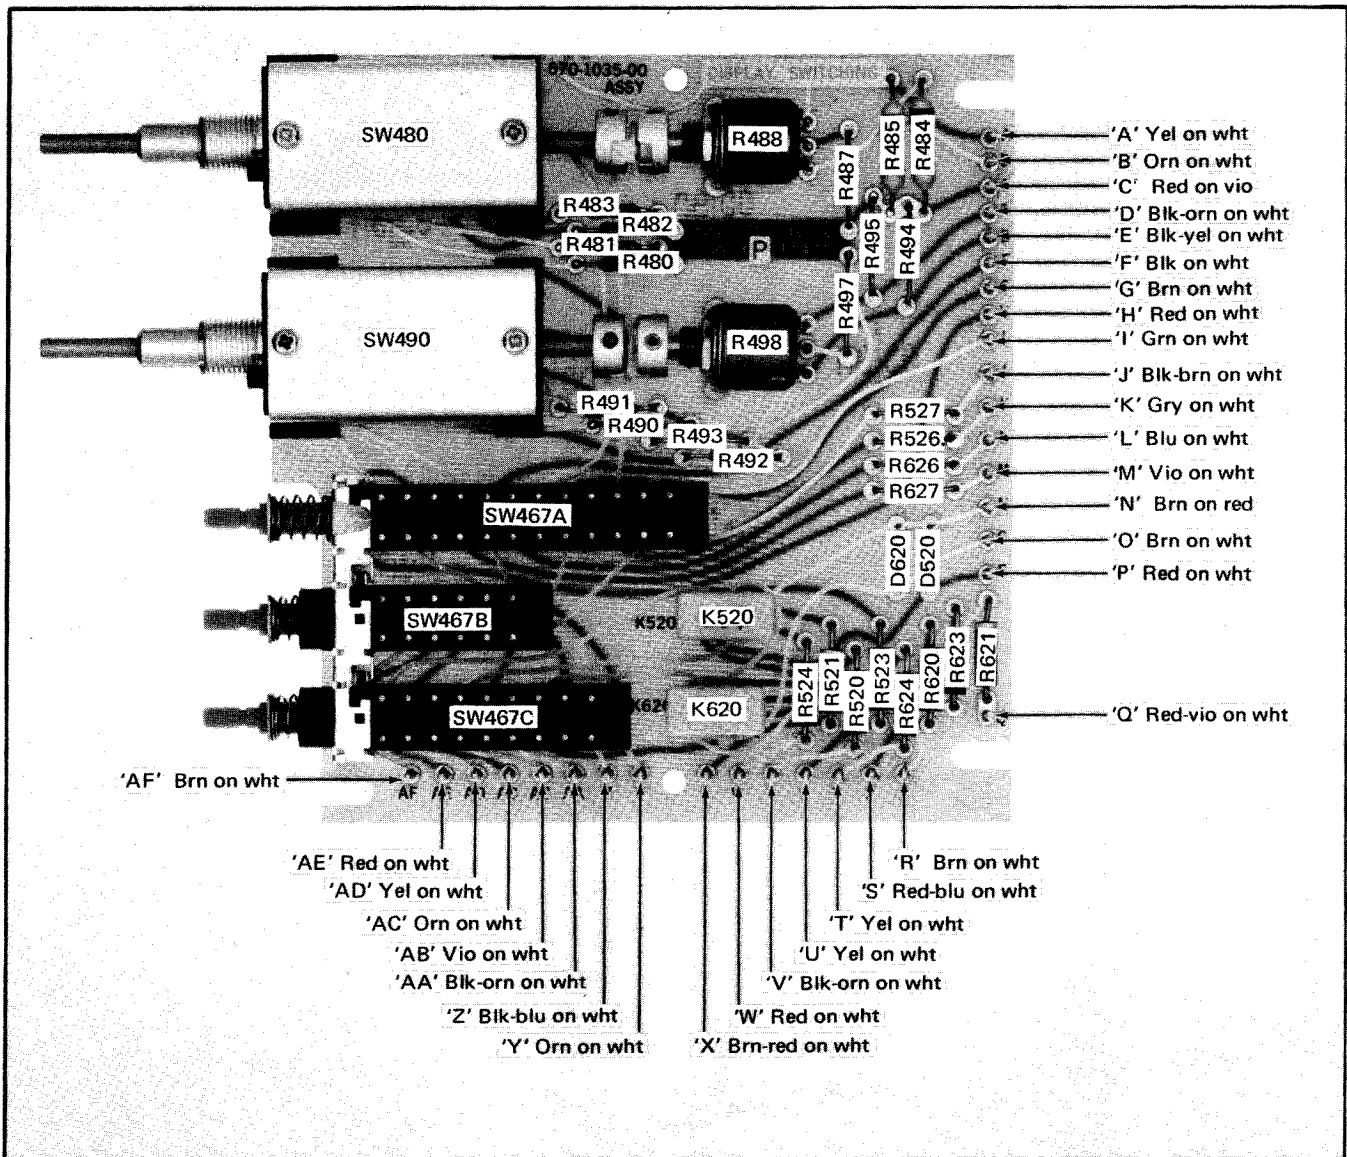 670-1035-00
ASSY
DISPLAY SWITCHING
SW480
R488
R487
R485
R484
'A' Yel on wht
'B' Orn on wht
'C' Red on vio
'D' Blk-orn on wht
'E' Blk-yel on wht
'F' Blk on wht
'G' Brn on wht
'H' Red on wht
'I' Grn on wht
'J' Blk-brn on wht
'K' Gry on wht
'L' Blu on wht
'M' Vio on wht
'N' Brn on red
'O' Brn on wht
'P' Red on wht
'Q' Red-vio on wht
R483
R482
R481
R480
P
R495
R494
R497
SW490
R498
R491
R490
R493
R492
R527
R526
R626
R627
SW467A
D620
D520
SW467B
K520
K520
SW467C
K620
R524
R521
R520
R523
R624
R620
R623
R621
AF
'AF' Brn on wht
'AE' Red on wht
'AD' Yel on wht
'AC' Orn on wht
'AB' Vio on wht
'AA' Blk-orn on wht
'Z' Blk-blu on wht
'Y' Orn on wht
'R' Brn on wht
'S' Red-blu on wht
'T' Yel on wht
'U' Yel on wht
'V' Blk-orn on wht
'W' Red on wht
'X' Brn-red on wht